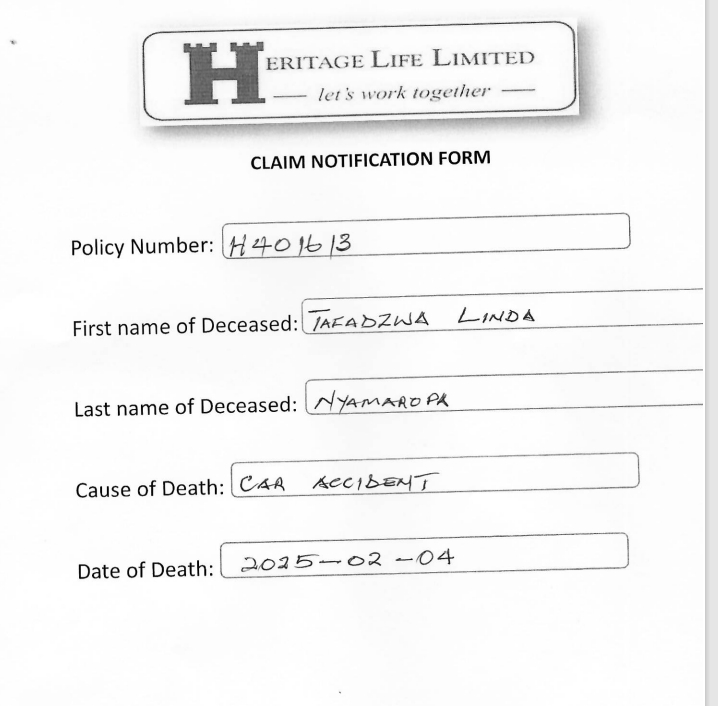 HERITAGE LIFE LIMITED
let's work together
CLAIM NOTIFICATION FORM
Policy Number: H401613
First name of Deceased: TAFADZWA LINDA
Last name of Deceased: NYAMAROPA
Cause of Death: CAR ACCIDENT
Date of Death: 2025-02-04